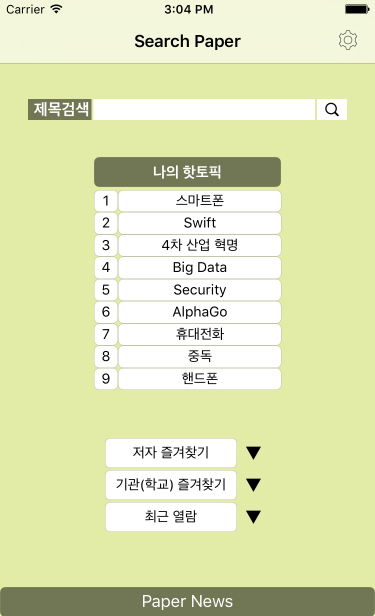 Carrier 3:04 PM
Search Paper
제목검색
나의 핫토픽
1 스마트폰
2 Swift
3 4차 산업 혁명
4 Big Data
5 Security
6 AlphaGo
7 휴대전화
8 중독
9 핸드폰
저자 즐겨찾기 ▼
기관(학교) 즐겨찾기 ▼
최근 열람 ▼
Paper News